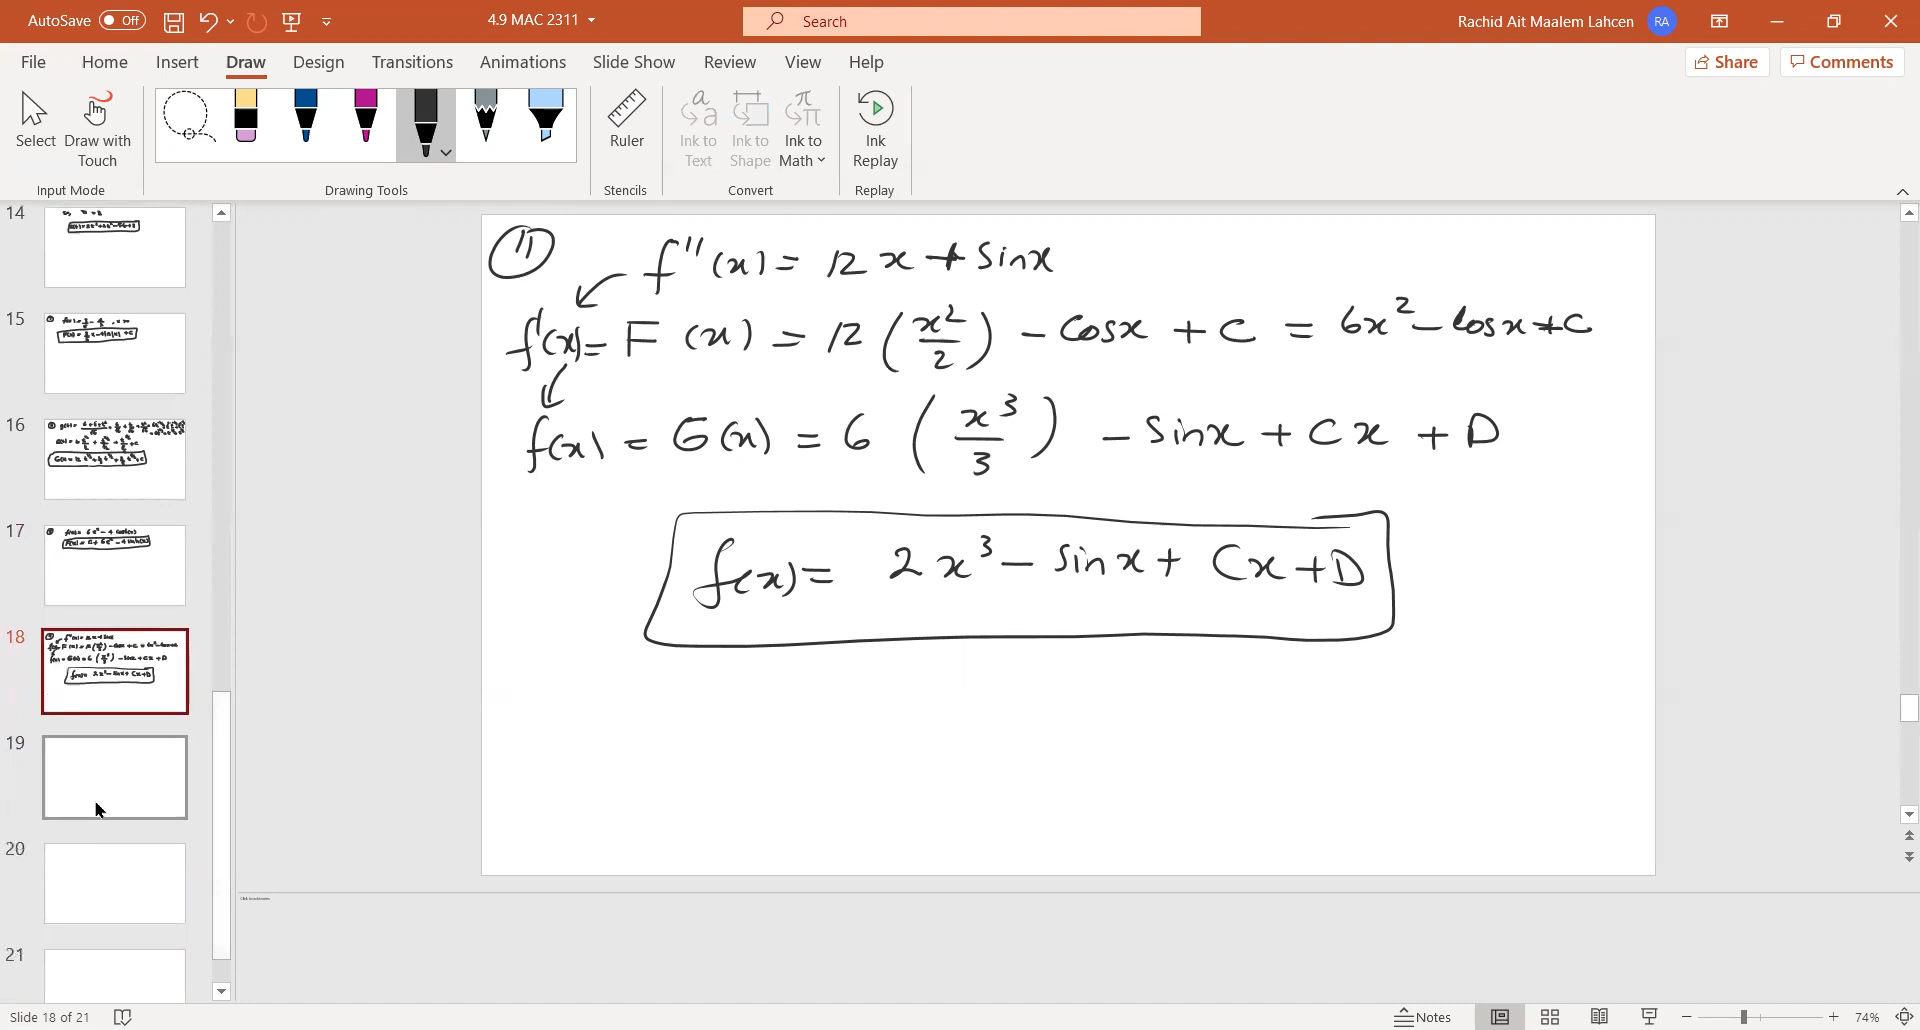 AutoSave Off 4.9 MAC 2311 Search Rachid Ait Maalem Lahcen RA
File Home Insert Draw Design Transitions Animations Slide Show Review View Help Share Comments
Select Draw with Touch Ruler Ink to Text Ink to Shape Ink to Math Ink Replay
Input Mode Drawing Tools Stencils Convert Replay
14
15
16
17
18
19
20
21
⑪ f''(x) = 12x + sinx
f'(x) = F(x) = 12 (x²/2) - cosx + C = 6x² - cosx + C
f(x) = G(x) = 6 (x³/3) - sinx + Cx + D
f(x) = 2x³ - sinx + Cx + D
Slide 18 of 21 Notes 74%